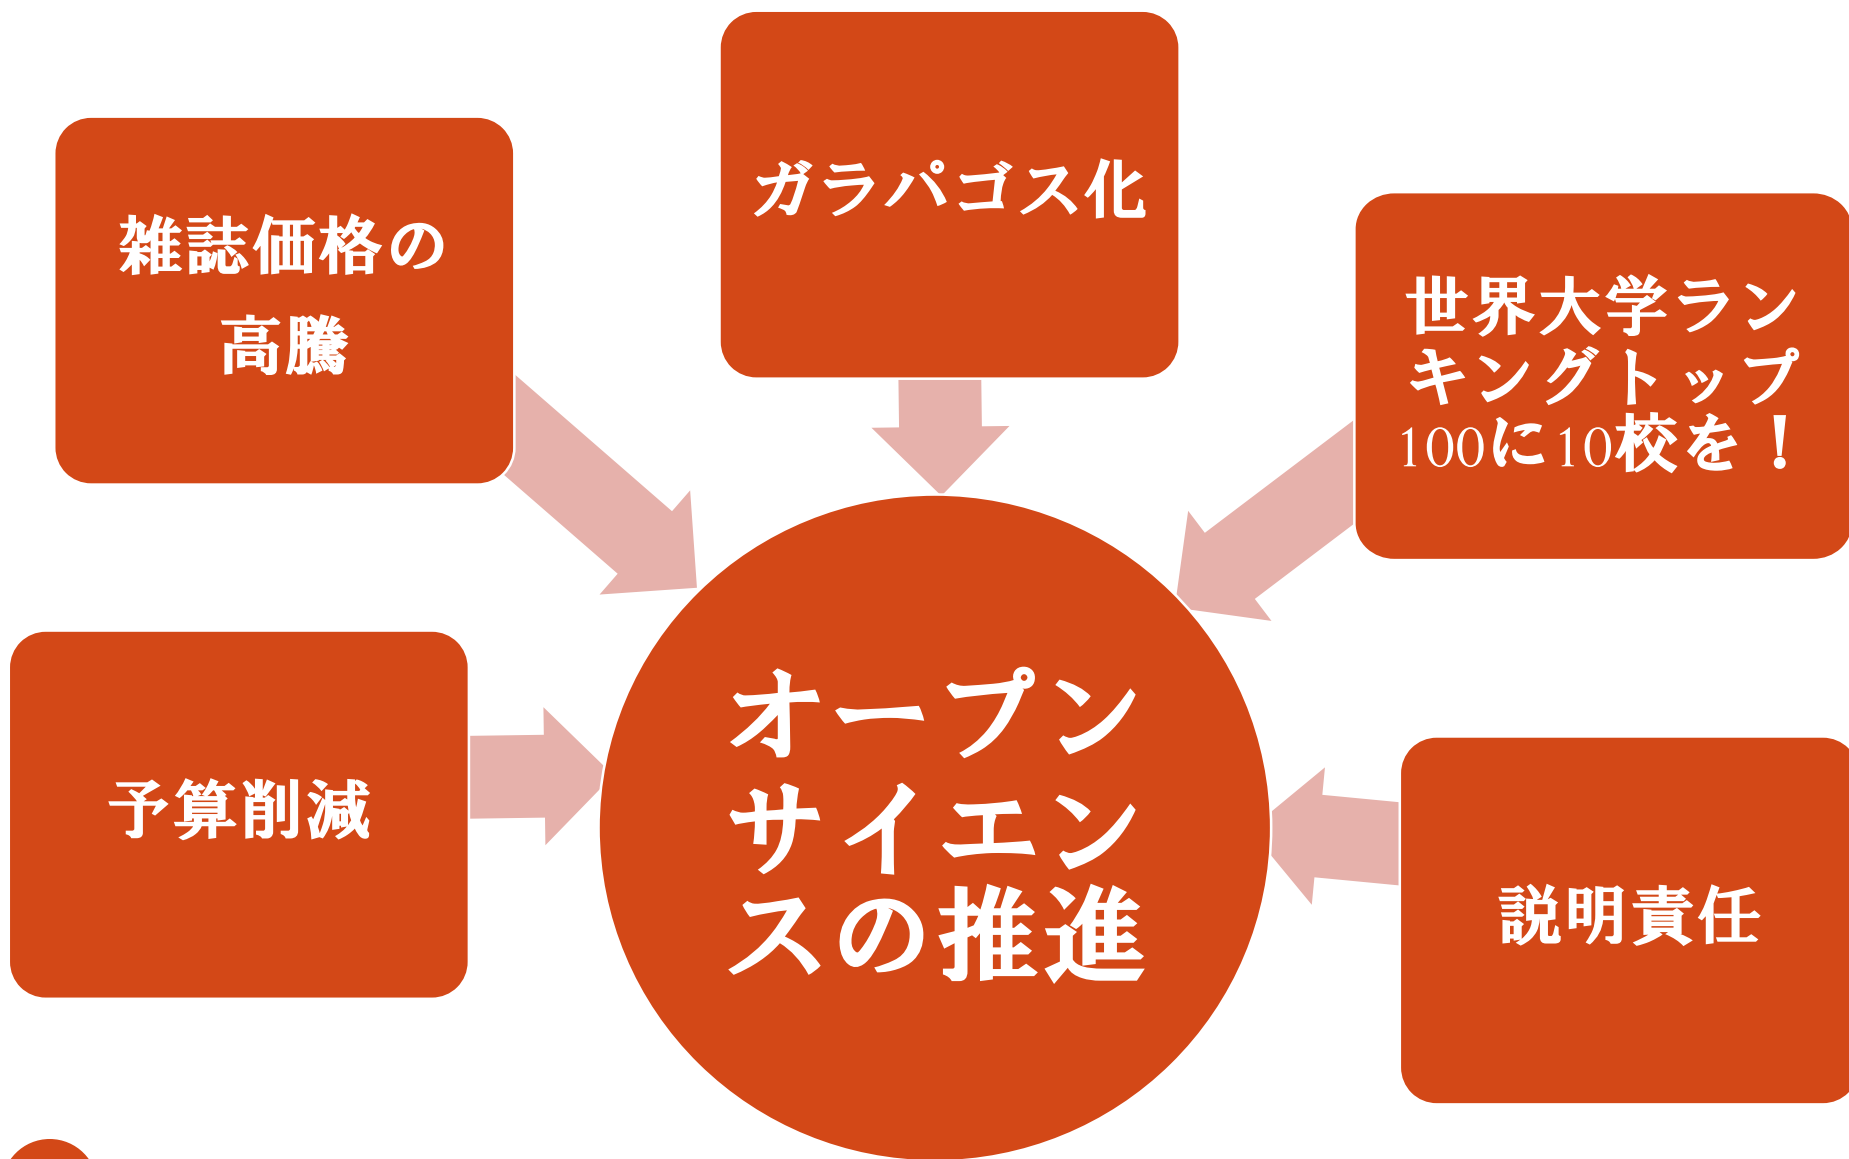 ガラパゴス化
雑誌価格の
高騰
世界大学ラン
キングトップ
100に10校を！
オープン
サイエン
スの推進
予算削減
説明責任